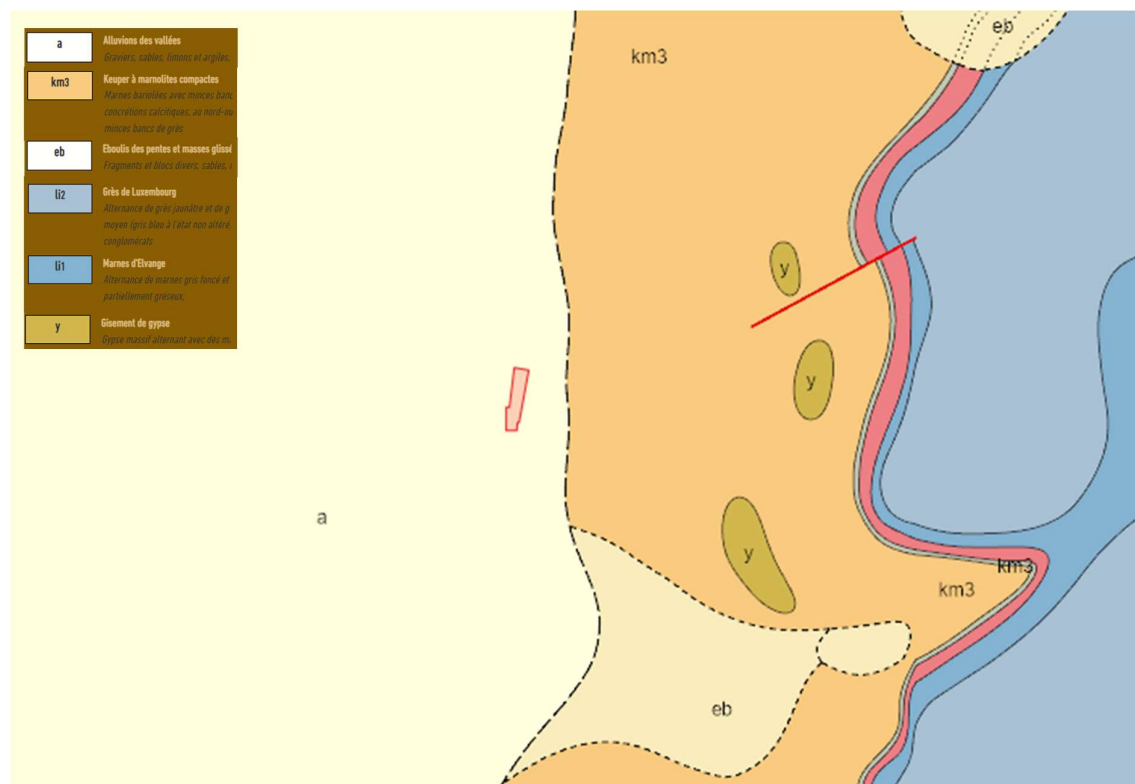 a
Alluvions des vallées
Graviers, sables, limons et argiles,
km3
Keuper à marnolites compactes
Marnes bariolées avec minces banc
concrétions calcifiques, au nord-ou
minces bancs de grès
eb
Eboulis des pentes et masses glissé
Fragments et blocs divers, sables,
li2
Grès de Luxembourg
Alternance de grès jaunâtre et de g
moyen (gris bleu à l'état non altéré
conglomérats
li1
Marnes d'Elvange
Alternance de marnes gris foncé et
partiellement gréseux;
y
Gisement de gypse
Gypse massif alternant avec des m
km3
eb
y
y
a
y
km3
km3
eb